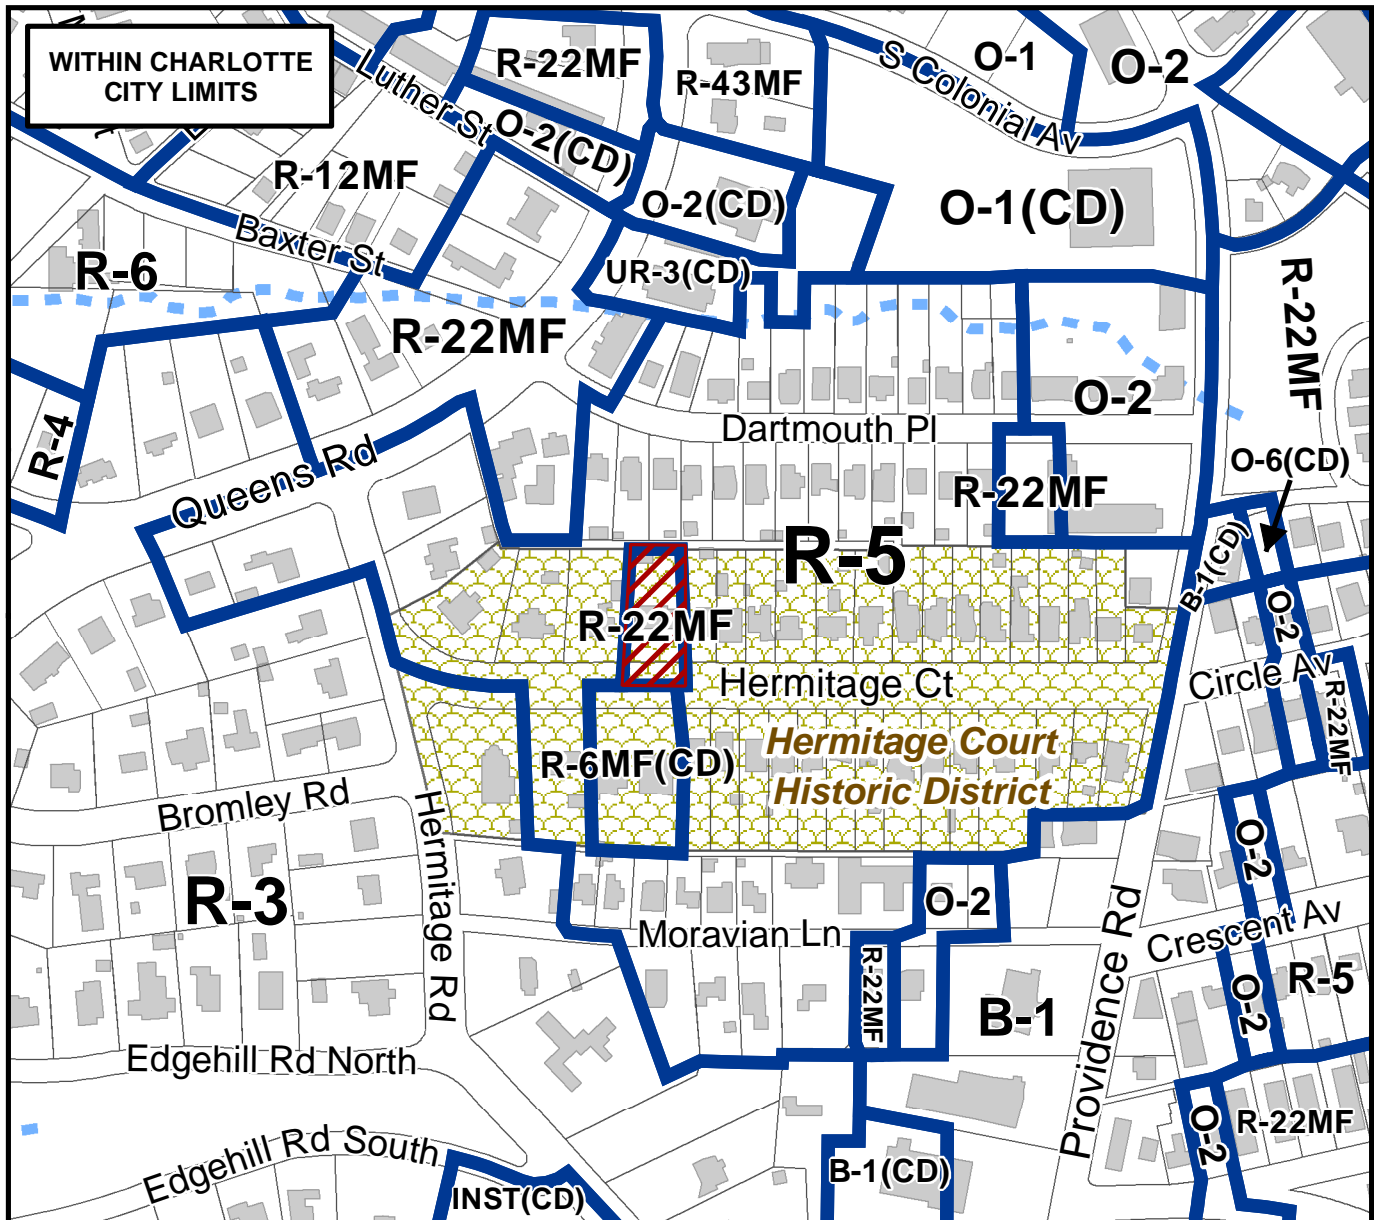 WITHIN CHARLOTTE
CITY LIMITS
R-22MF
R-43MF
S Colonial Av
O-1
O-2
Luther St
O-2(CD)
R-12MF
O-2(CD)
O-1(CD)
Baxter St
R-6
UR-3(CD)
R-22MF
R-22MF
O-2
R-4
Dartmouth Pl
Queens Rd
O-6(CD)
R-22MF
R-5
B-1(CD)
R-22MF
O-2
Hermitage Ct
Circle Av
R-22MF
R-6MF(CD)
Hermitage Court
Historic District
Bromley Rd
Hermitage Rd
O-2
R-3
O-2
Moravian Ln
Providence Rd
Crescent Av
R-22MF
O-2
R-5
B-1
Edgehill Rd North
O-2
R-22MF
Edgehill Rd South
B-1(CD)
INST(CD)